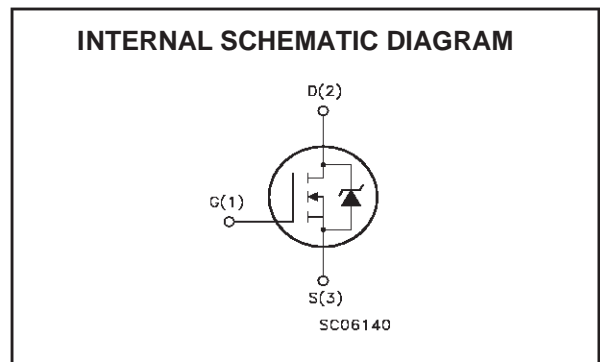 INTERNAL SCHEMATIC DIAGRAM
D(2)
G(1)
S(3)
SC06140